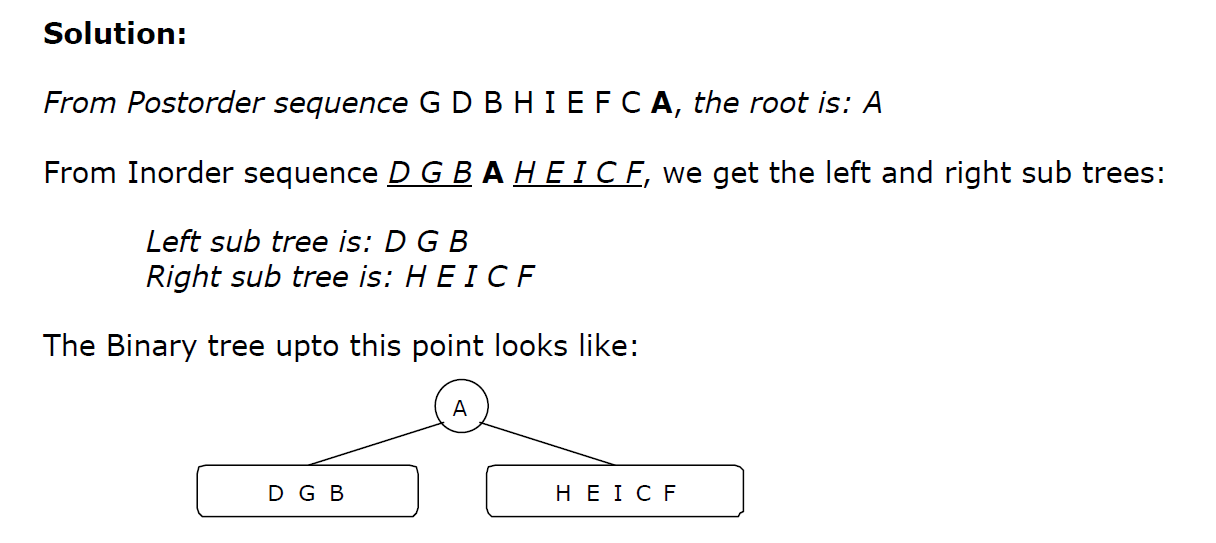 Solution:
From Postorder sequence G D B H I E F C A, the root is: A
From Inorder sequence D G B A H E I C F, we get the left and right sub trees:
Left sub tree is: D G B
Right sub tree is: H E I C F
The Binary tree upto this point looks like:
A
D G B
H E I C F